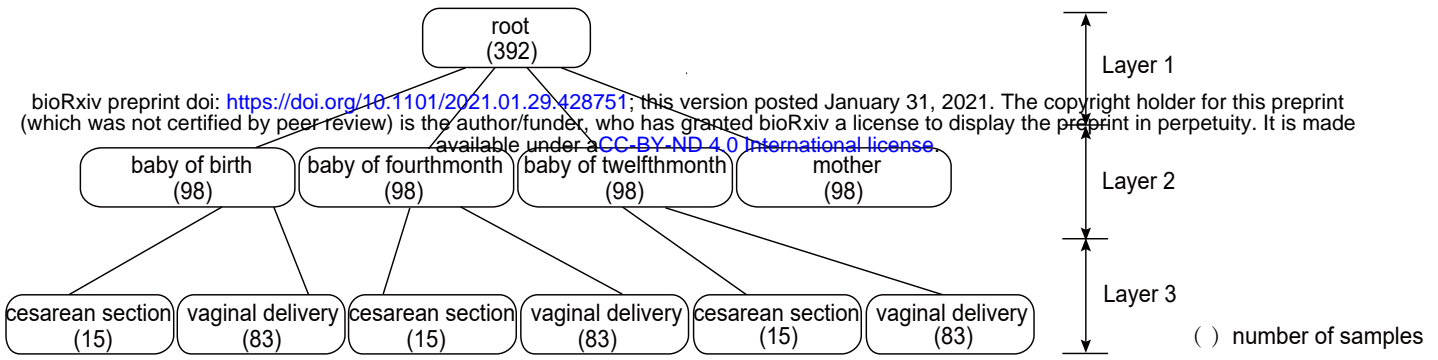 root
(392)
Layer 1
bioRxiv preprint doi: https://doi.org/10.1101/2021.01.29.428751; this version posted January 31, 2021. The copyright holder for this preprint
(which was not certified by peer review) is the author/funder, who has granted bioRxiv a license to display the preprint in perpetuity. It is made
available under aCC-BY-ND 4.0 International license.
baby of birth
(98)
baby of fourthmonth
(98)
baby of twelfthmonth
(98)
mother
(98)
Layer 2
cesarean section
(15)
vaginal delivery
(83)
cesarean section
(15)
vaginal delivery
(83)
cesarean section
(15)
vaginal delivery
(83)
Layer 3
( ) number of samples